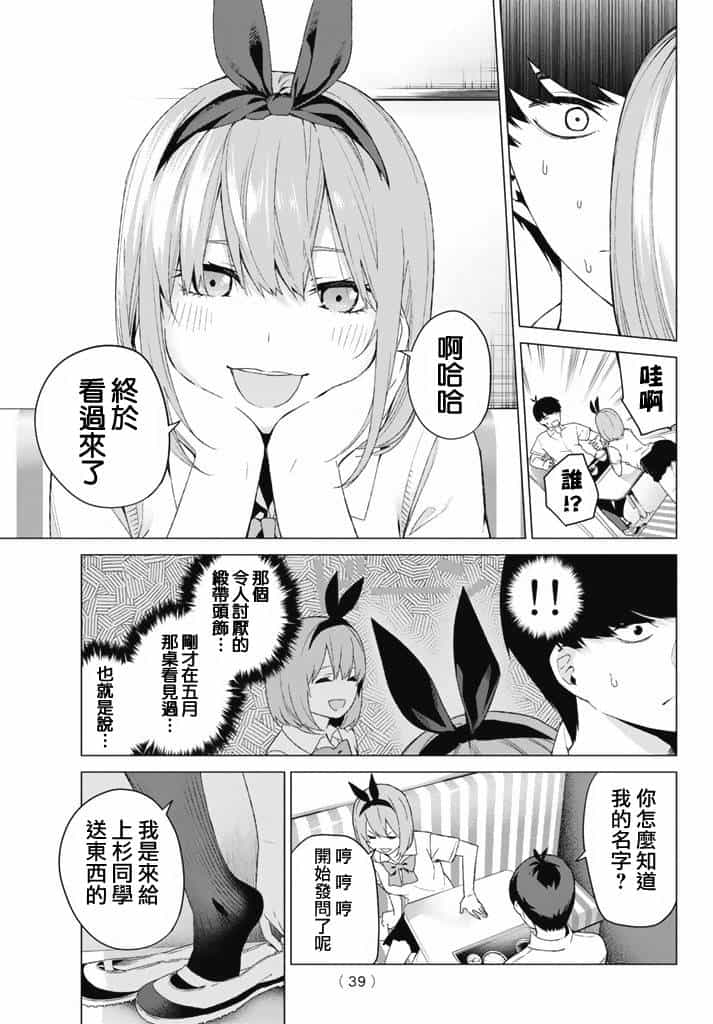 哇啊
誰!?
啊哈哈
終於
看過來了
!!
那個
令人討厭的
緞帶頭飾…
剛才在五月
那桌看見過…
也就是說…
你怎麼知道
我的名字?
哼哼哼
開始發問了呢
我是來給
上杉同學
送東西的
(39)